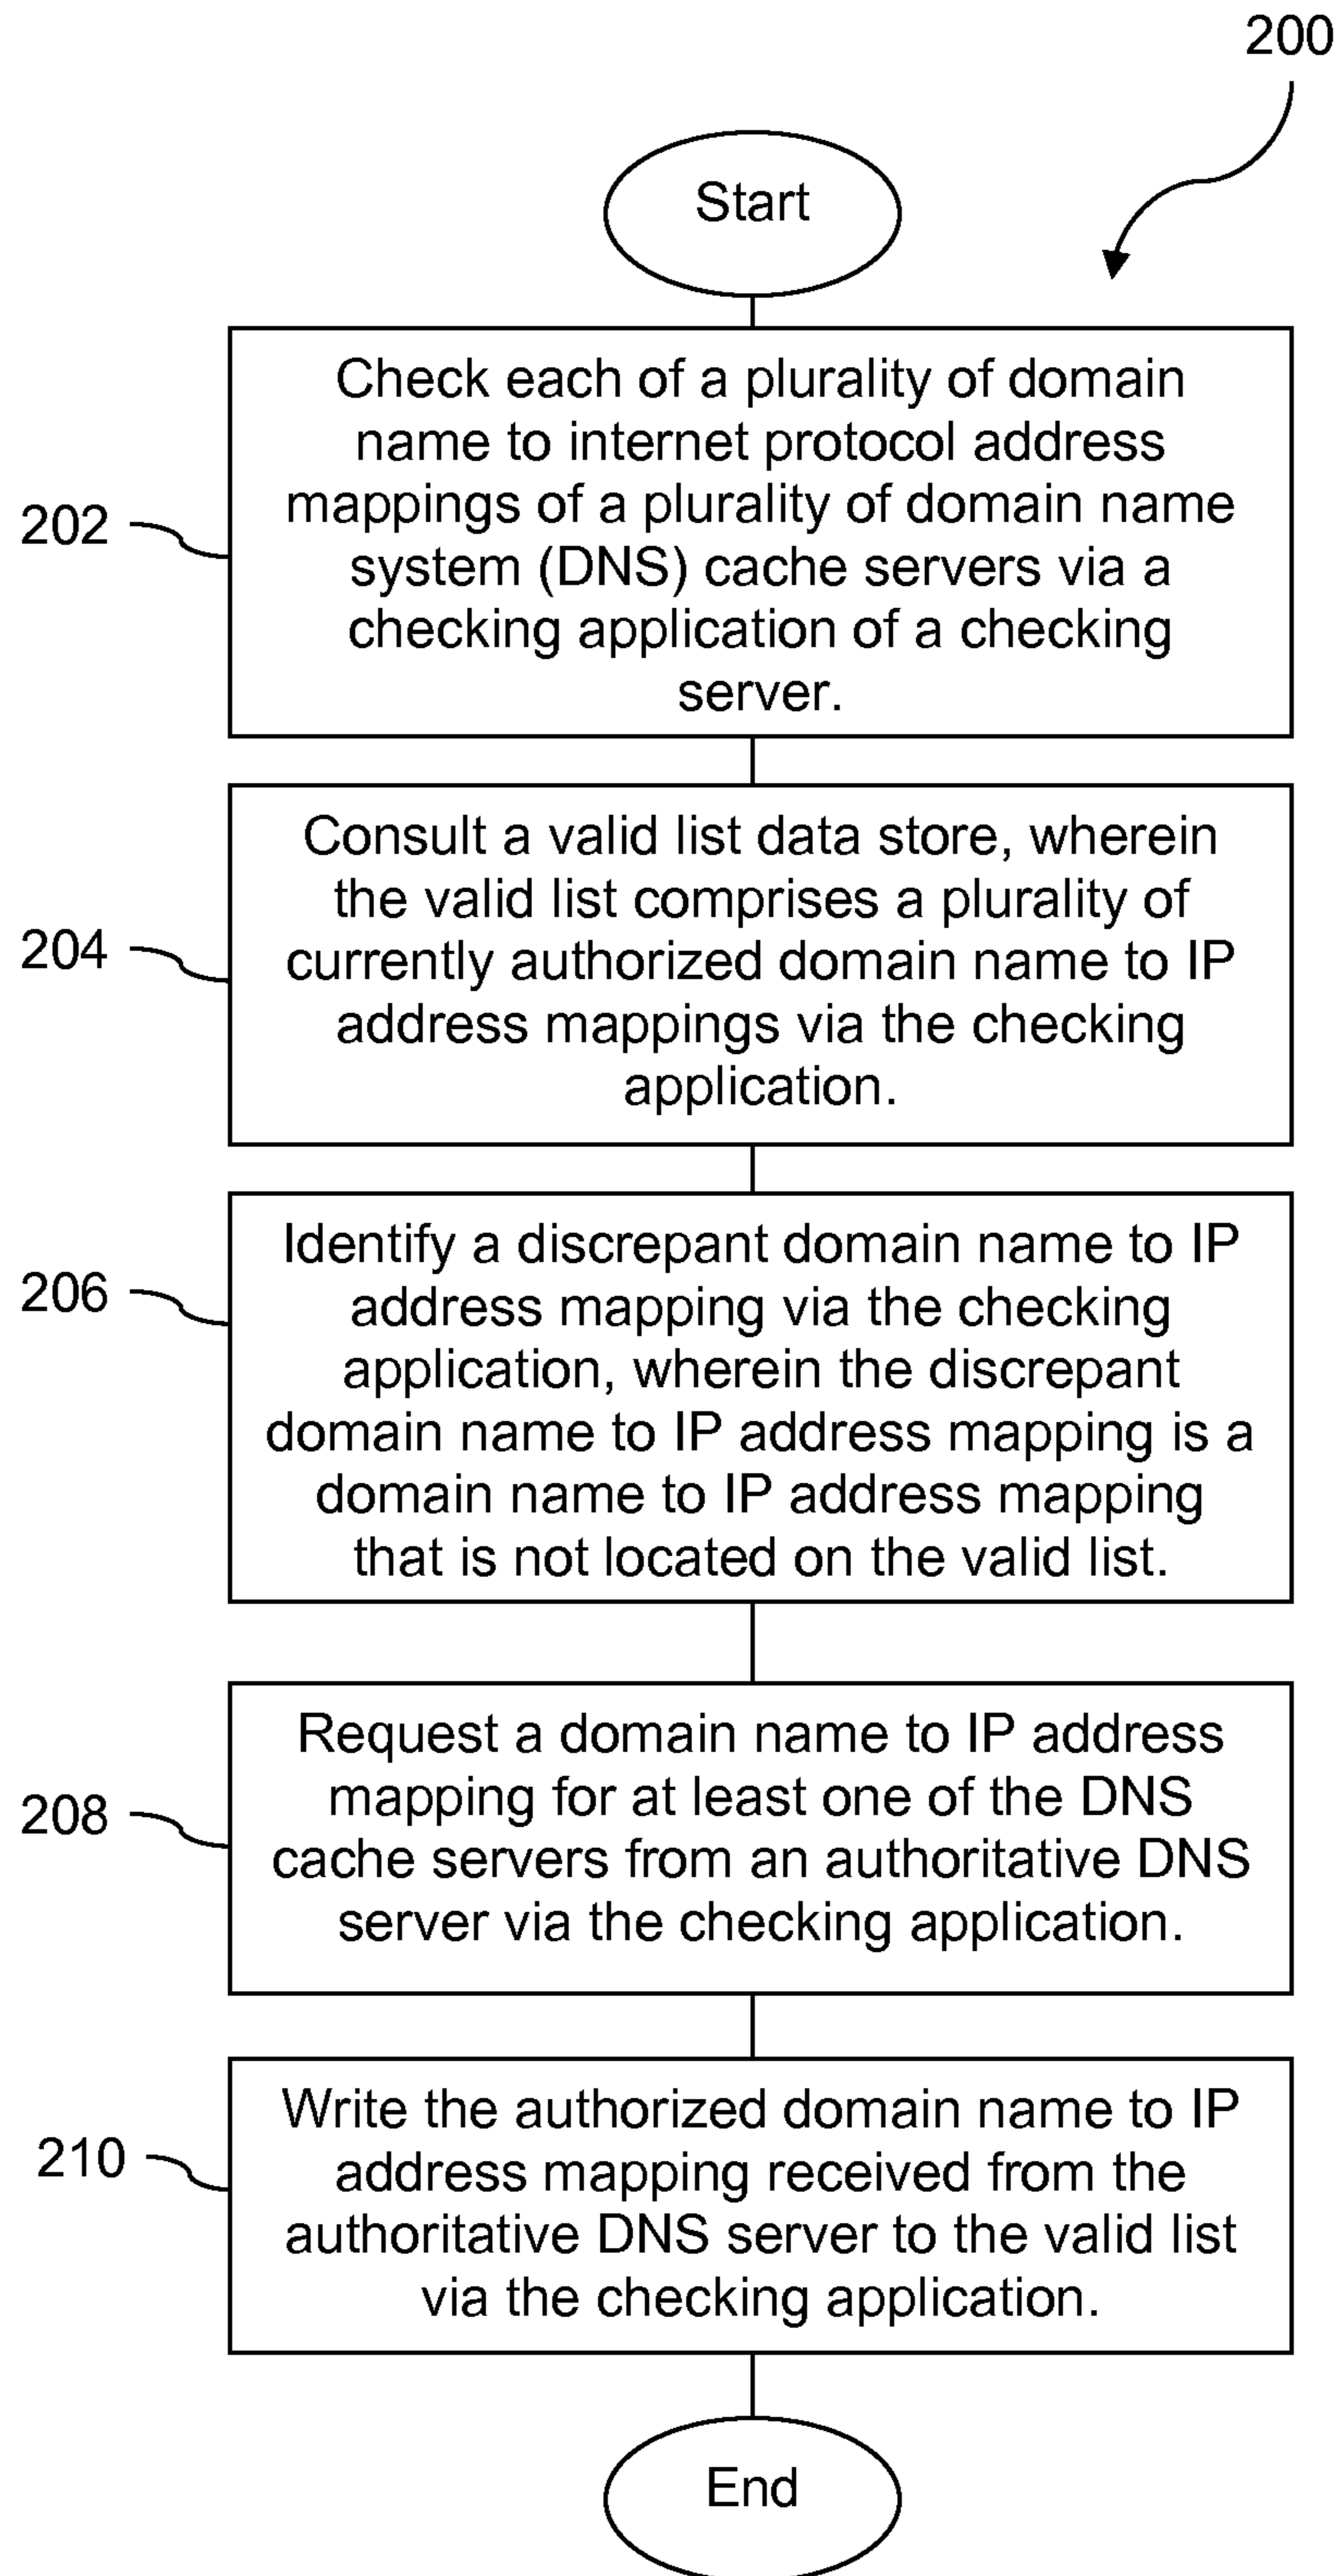 200
Start
Check each of a plurality of domain
name to internet protocol address
mappings of a plurality of domain name
system (DNS) cache servers via a
checking application of a checking
server.
202
Consult a valid list data store, wherein
the valid list comprises a plurality of
currently authorized domain name to IP
address mappings via the checking
application.
204
Identify a discrepant domain name to IP
address mapping via the checking
application, wherein the discrepant
domain name to IP address mapping is a
domain name to IP address mapping
that is not located on the valid list.
206
Request a domain name to IP address
mapping for at least one of the DNS
cache servers from an authoritative DNS
server via the checking application.
208
Write the authorized domain name to IP
address mapping received from the
authoritative DNS server to the valid list
via the checking application.
210
End